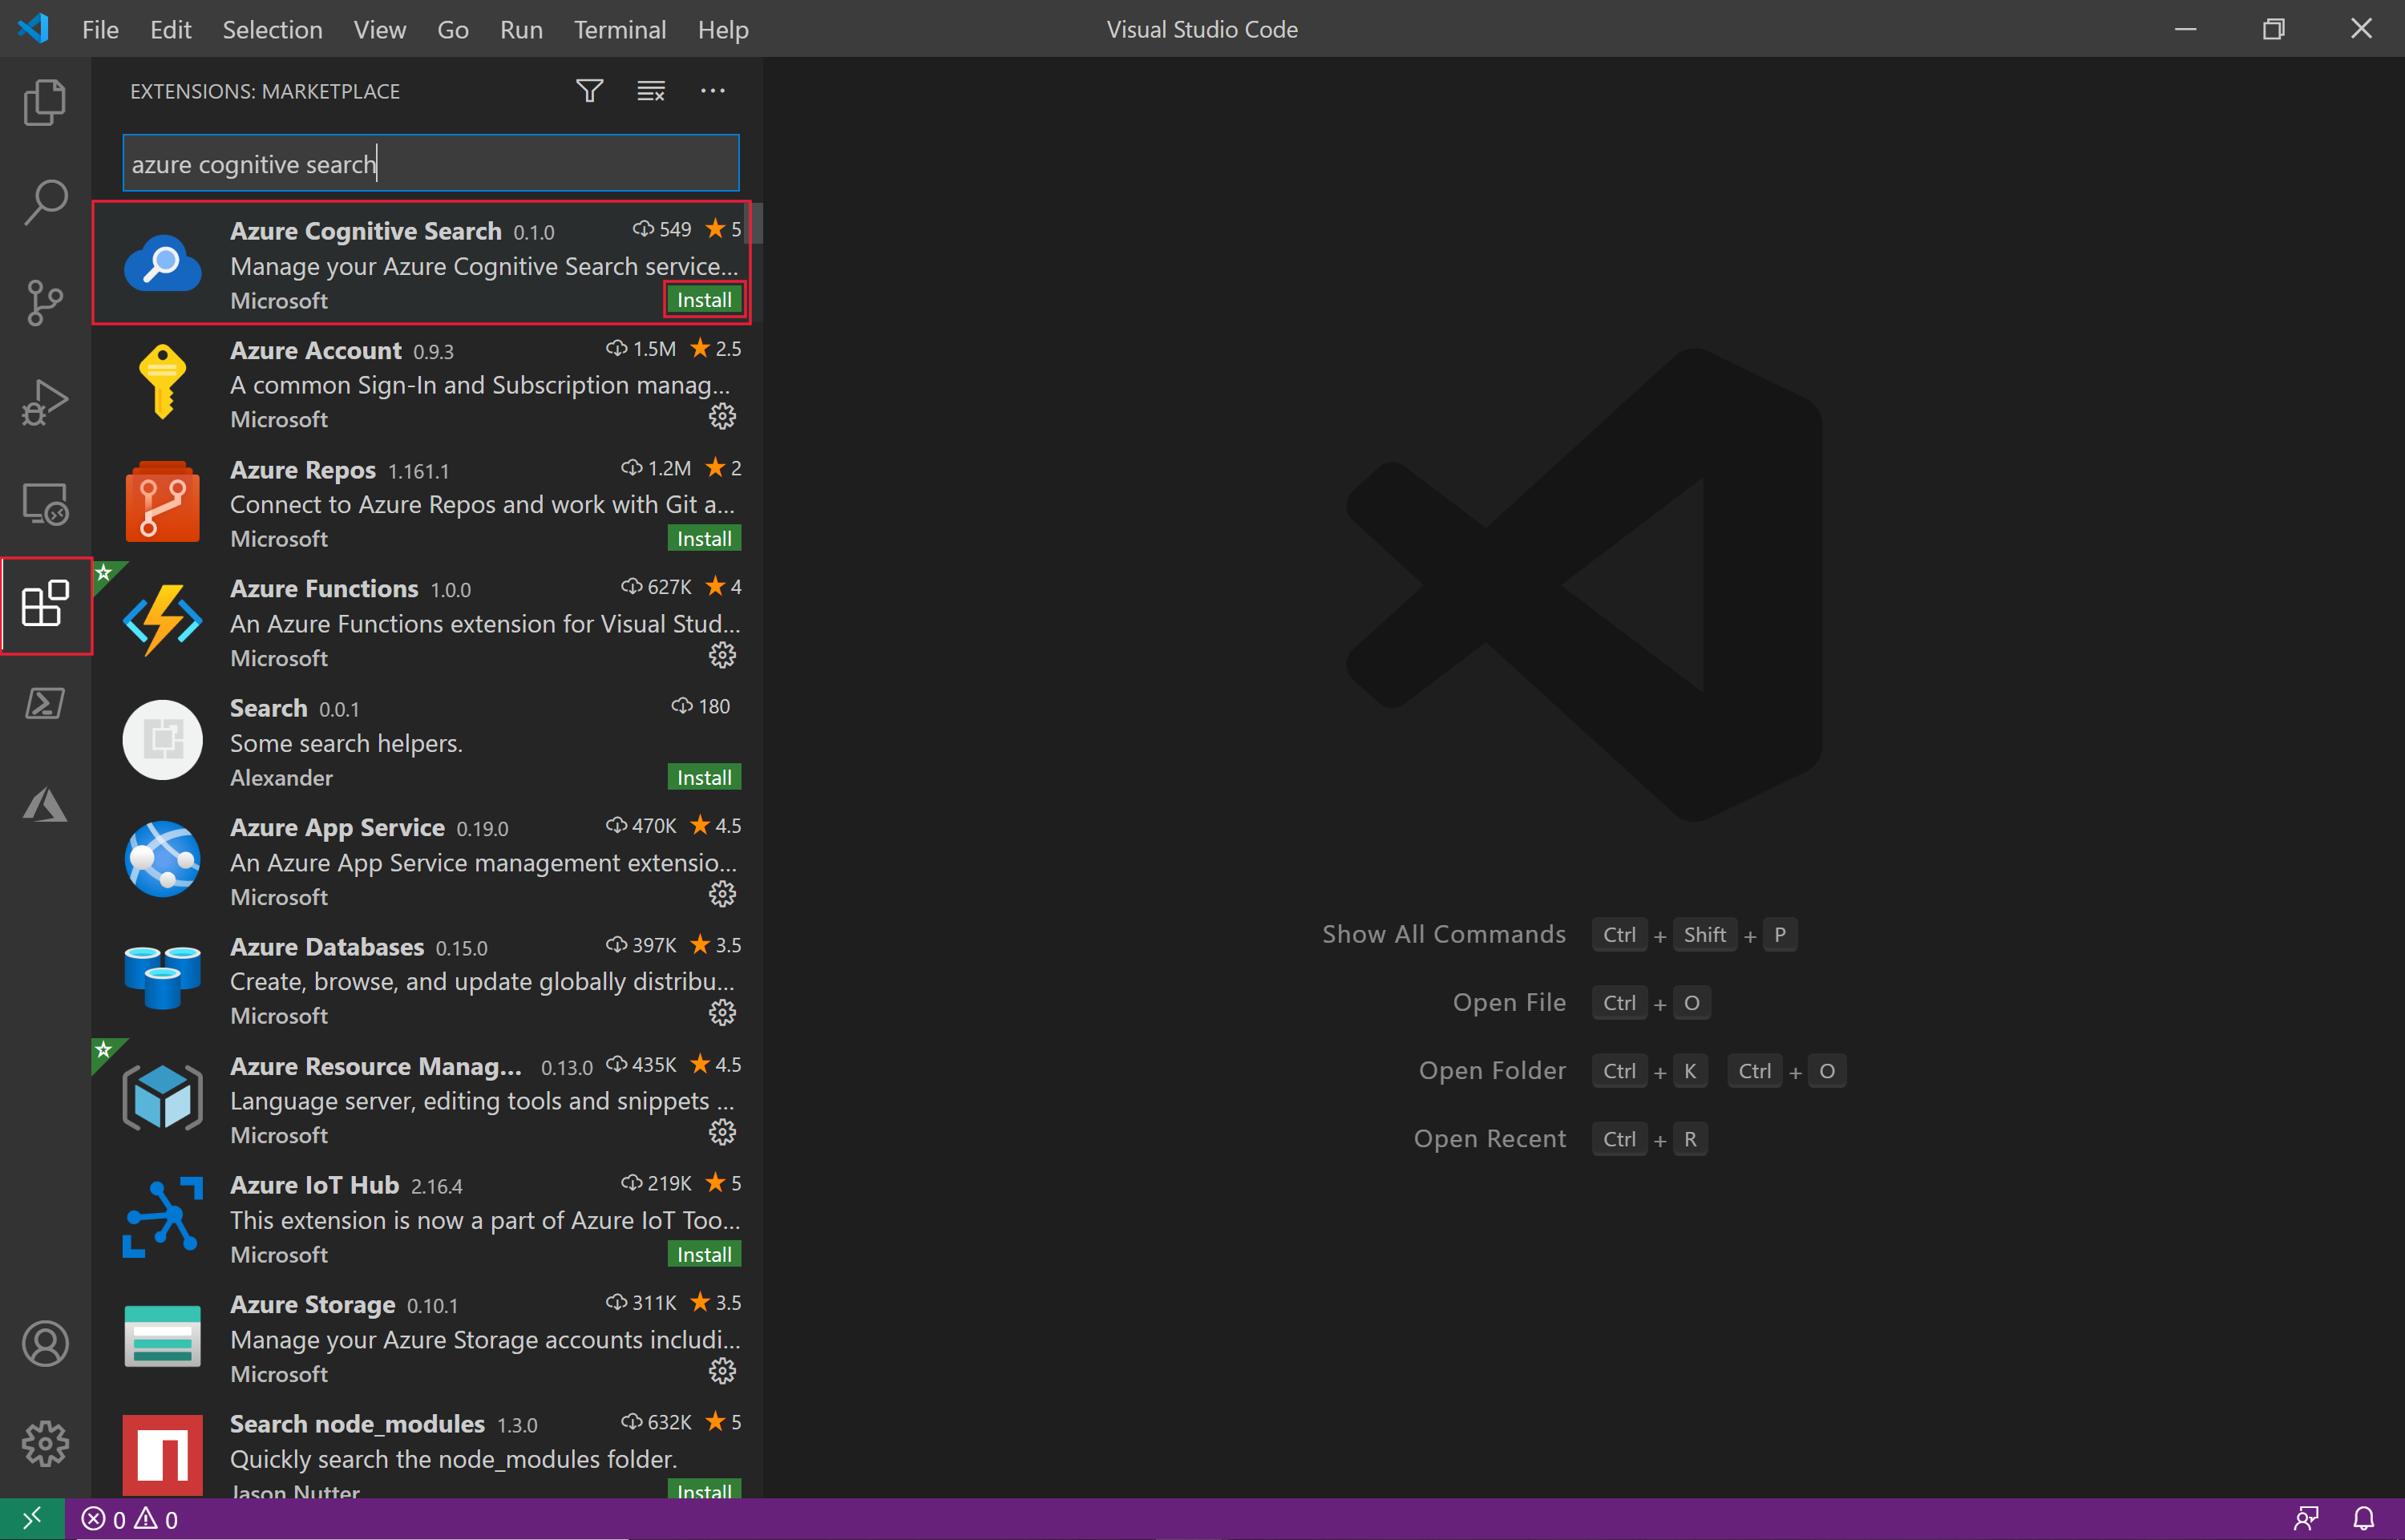 File Edit Selection View Go Run Terminal Help Visual Studio Code
EXTENSIONS: MARKETPLACE
azure cognitive search
Azure Cognitive Search 0.1.0 549 5
Manage your Azure Cognitive Search service...
Microsoft Install
Azure Account 0.9.3 1.5M 2.5
A common Sign-In and Subscription manag...
Microsoft
Azure Repos 1.161.1 1.2M 2
Connect to Azure Repos and work with Git a...
Microsoft Install
Azure Functions 1.0.0 627K 4
An Azure Functions extension for Visual Stud...
Microsoft
Search 0.0.1 180
Some search helpers.
Alexander Install
Azure App Service 0.19.0 470K 4.5
An Azure App Service management extensio...
Microsoft
Azure Databases 0.15.0 397K 3.5
Create, browse, and update globally distribu...
Microsoft
Azure Resource Manag... 0.13.0 435K 4.5
Language server, editing tools and snippets ...
Microsoft
Azure IoT Hub 2.16.4 219K 5
This extension is now a part of Azure IoT Too...
Microsoft Install
Azure Storage 0.10.1 311K 3.5
Manage your Azure Storage accounts includi...
Microsoft
Search node_modules 1.3.0 632K 5
Quickly search the node_modules folder.
Jason Nutter Install
Show All Commands Ctrl + Shift + P
Open File Ctrl + O
Open Folder Ctrl + K Ctrl + O
Open Recent Ctrl + R
0 0